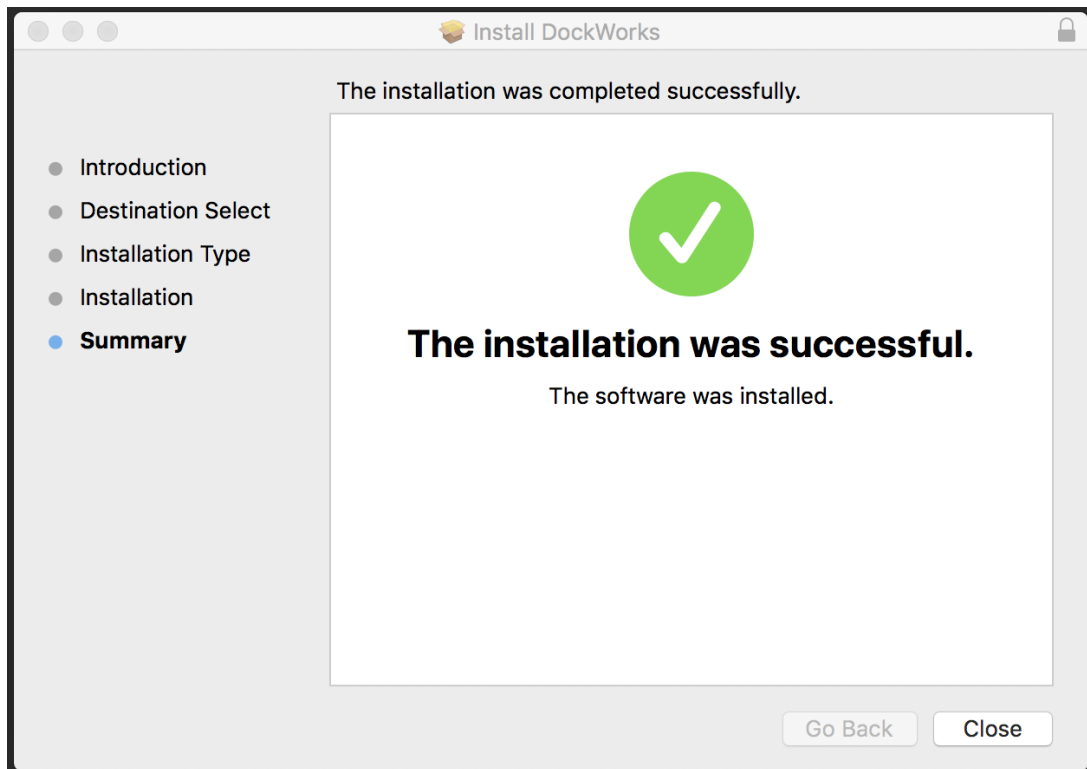 Install DockWorks
The installation was completed successfully.
Introduction
Destination Select
Installation Type
Installation
Summary
The installation was successful.
The software was installed.
Go Back
Close